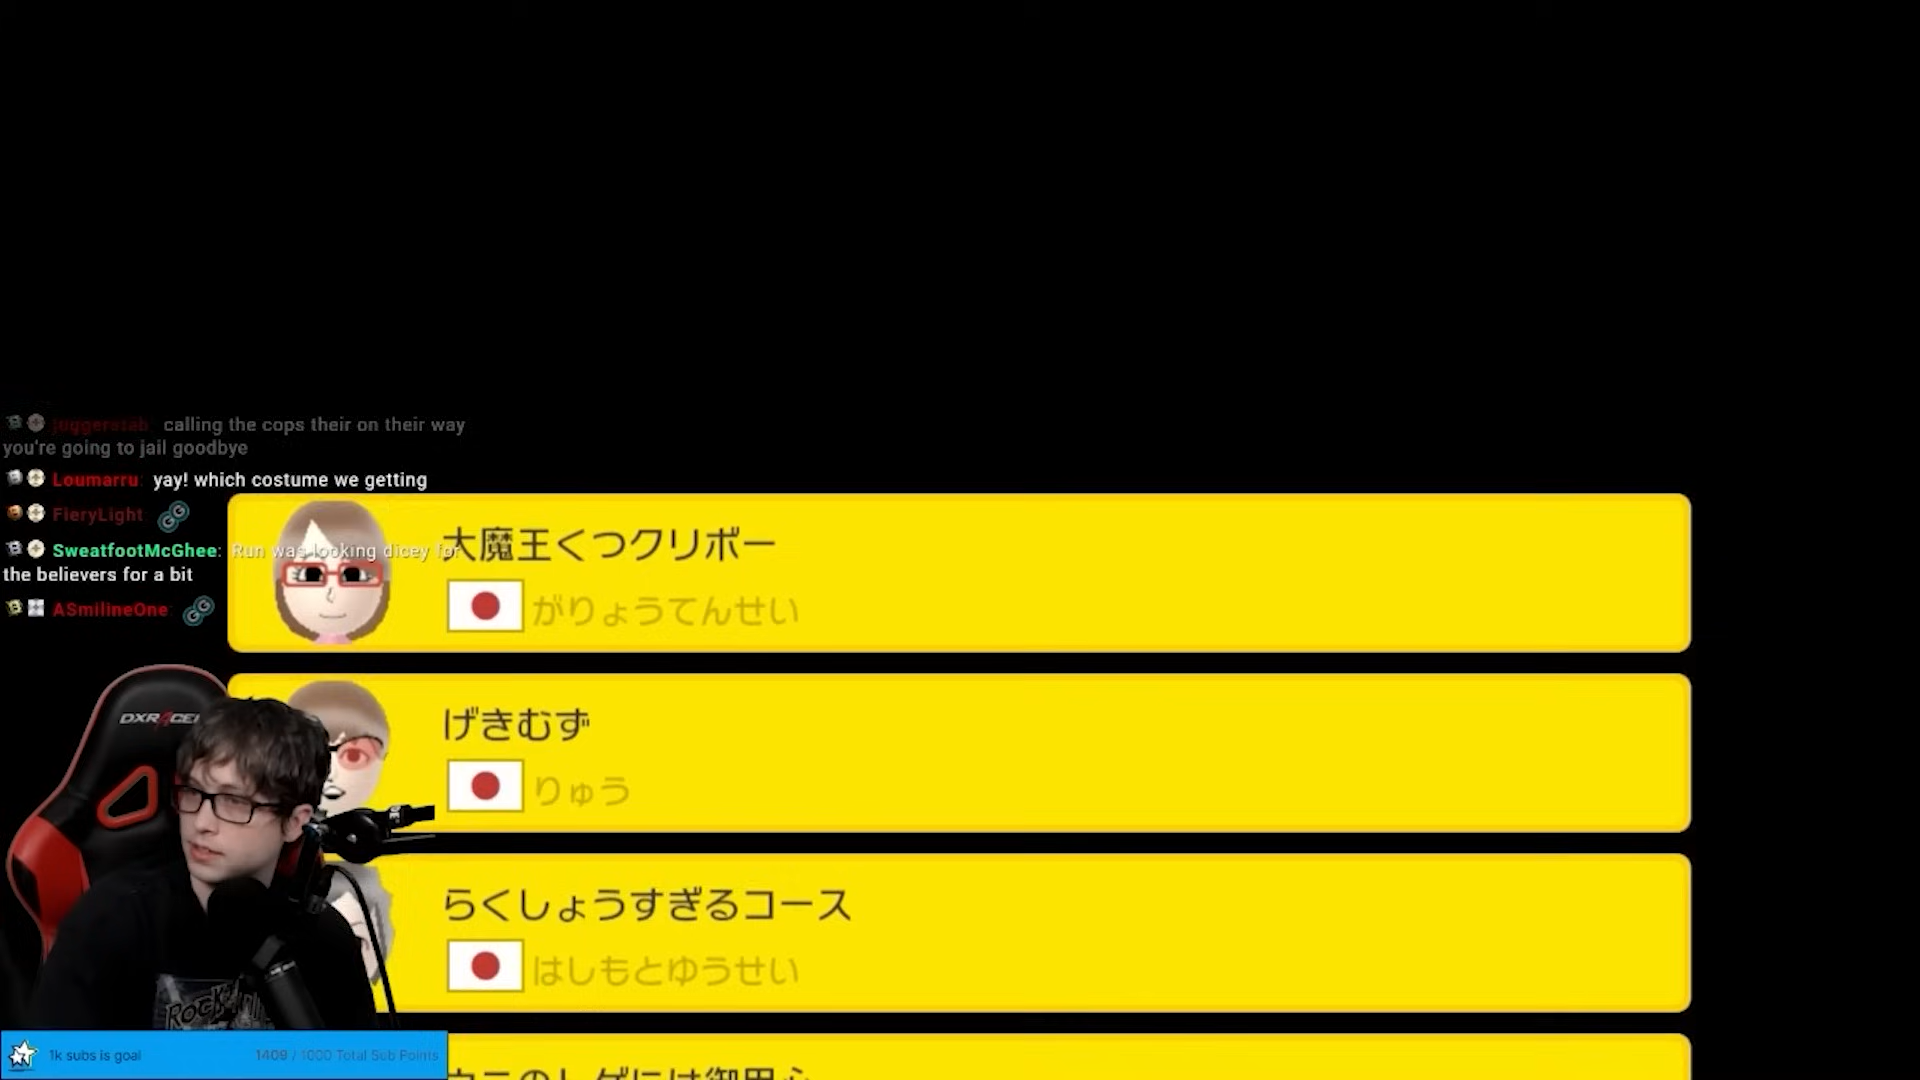 juggerstab: calling the cops their on their way
you're going to jail goodbye
Loumarru: yay! which costume we getting
FieryLight:
SweatfootMcGhee: Run was looking dicey for
the believers for a bit
ASmilineOne:
大魔王くつクリボー
がりょうてんせい
げきむず
りゅう
らくしょうすぎるコース
はしもとゆうせい
DXRACER
1k subs is goal
1409 / 1000 Total Sub Points